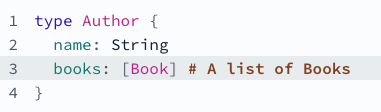 1 type Author {
2   name: String
3   books: [Book] # A list of Books
4 }